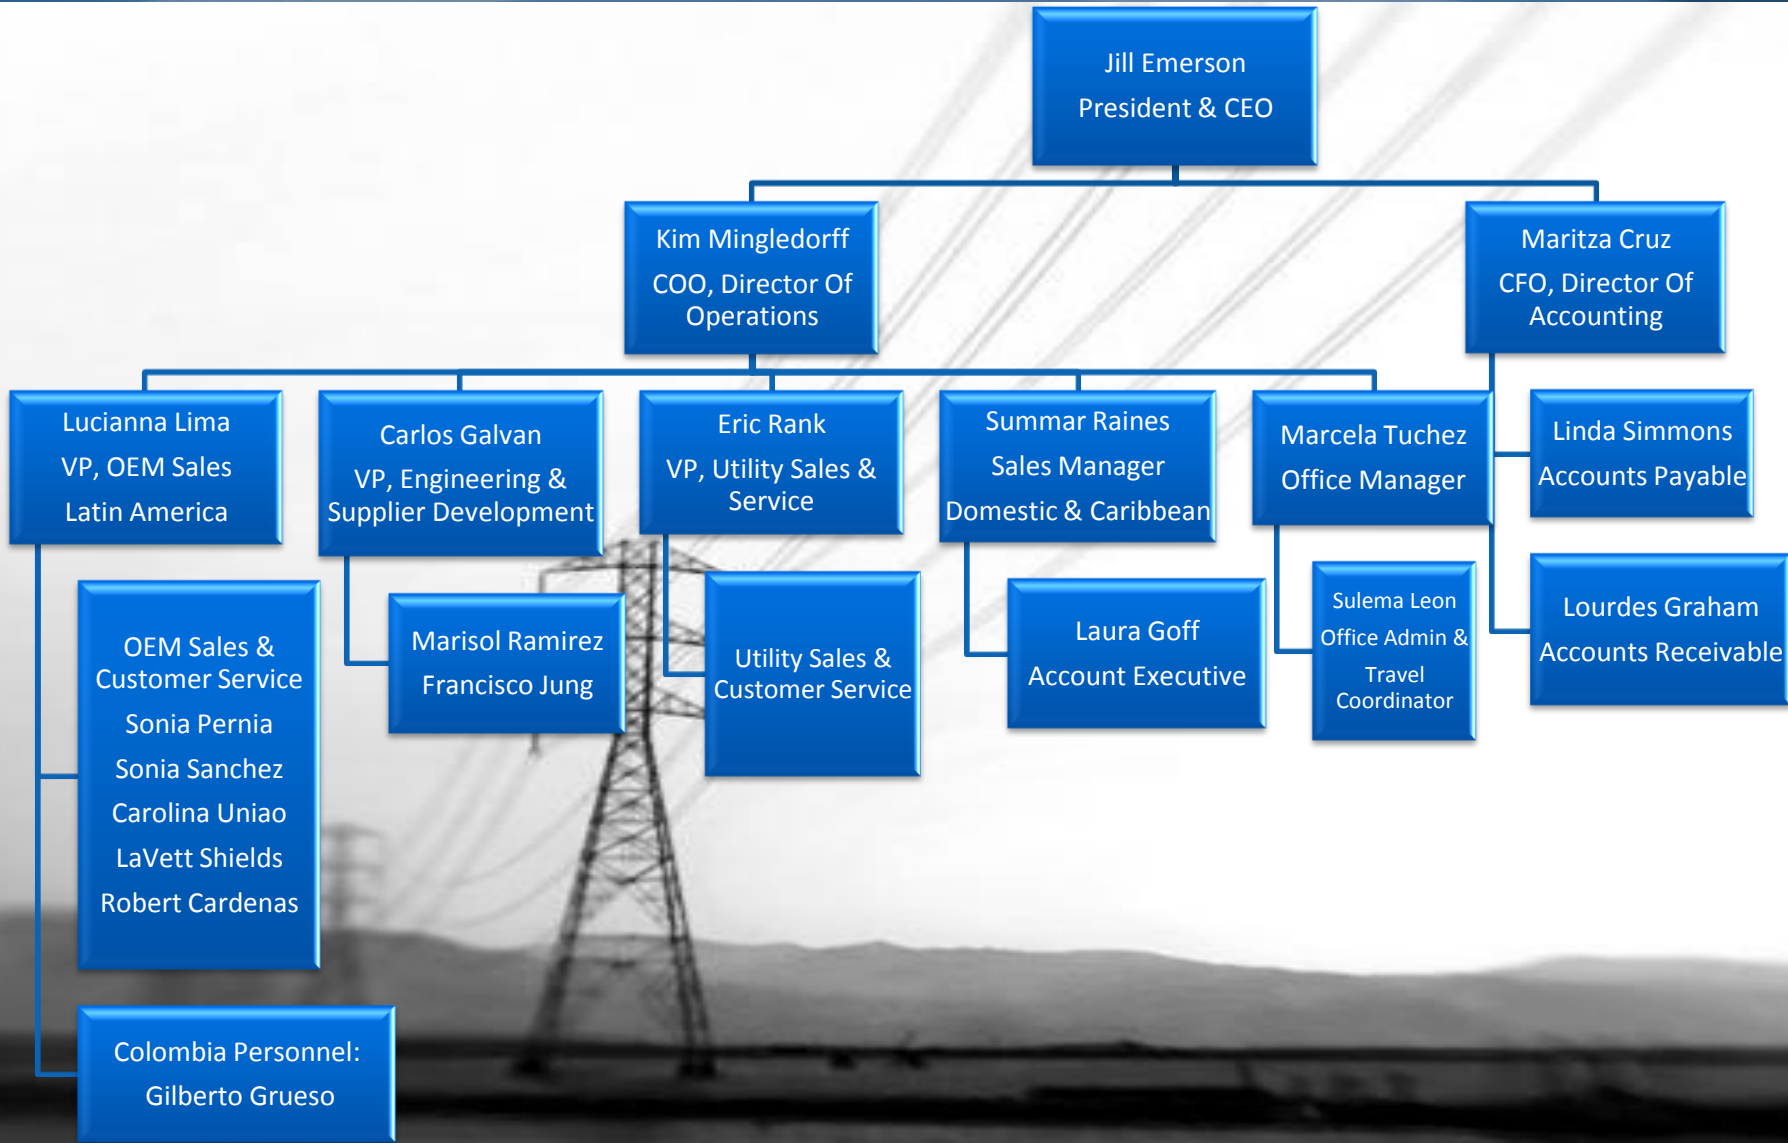 Jill Emerson
President & CEO
Kim Mingledorff
COO, Director Of
Operations
Maritza Cruz
CFO, Director Of
Accounting
Lucianna Lima
VP, OEM Sales
Latin America
Carlos Galvan
VP, Engineering &
Supplier Development
Eric Rank
VP, Utility Sales &
Service
Summar Raines
Sales Manager
Domestic & Caribbean
Marcela Tuchez
Office Manager
Linda Simmons
Accounts Payable
OEM Sales &
Customer Service
Sonia Pernia
Sonia Sanchez
Carolina Uniao
LaVett Shields
Robert Cardenas
Marisol Ramirez
Francisco Jung
Utility Sales &
Customer Service
Laura Goff
Account Executive
Sulema Leon
Office Admin &
Travel
Coordinator
Lourdes Graham
Accounts Receivable
Colombia Personnel:
Gilberto Grueso